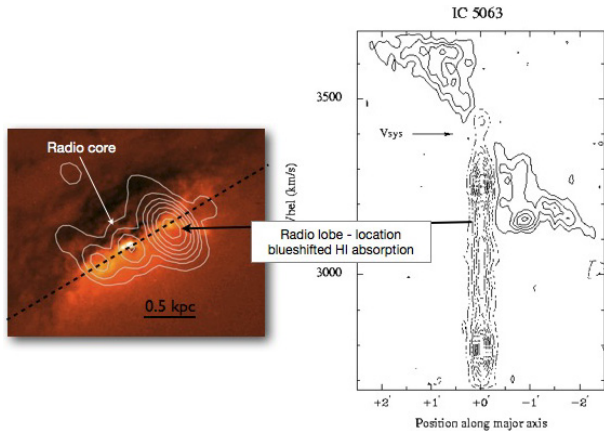 IC 5063
3500
Vsys
Radio core
Vhel (km/s)
Radio lobe - location
blueshifted HI absorption
3000
0.5 kpc
+2' +1' +0' -1' -2'
Position along major axis